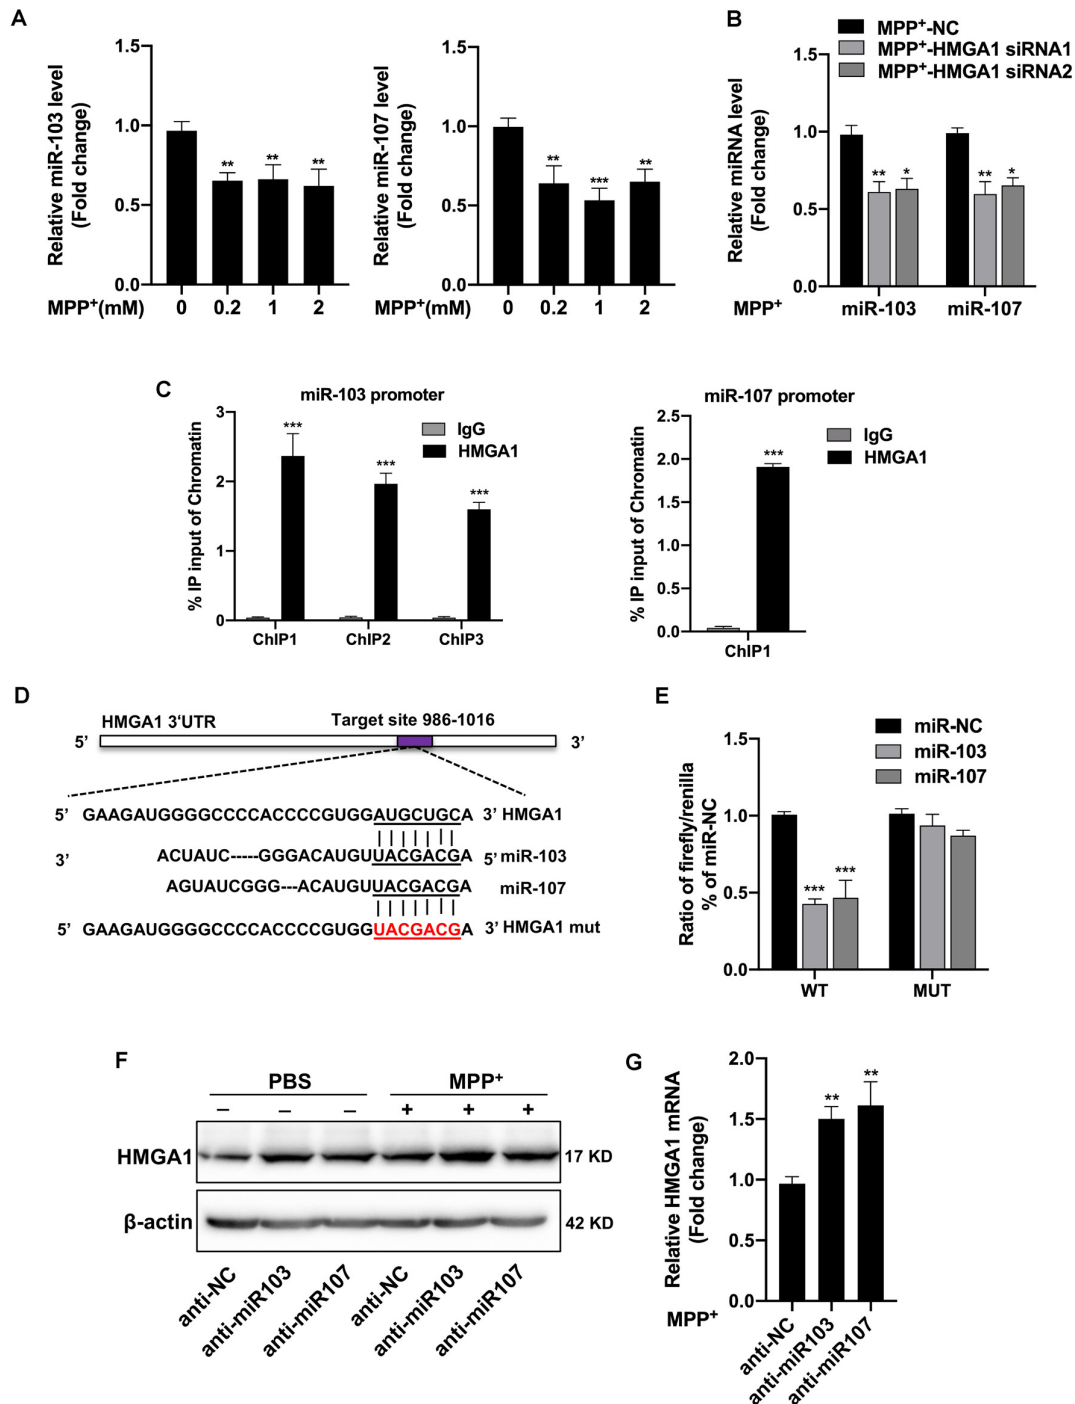 A
Relative miR-103 level
(Fold change)
1.5
1.0
0.5
0.0
MPP+(mM) 0 0.2 1 2
** ** **
Relative miR-107 level
(Fold change)
1.5
1.0
0.5
0.0
MPP+(mM) 0 0.2 1 2
** *** **
B
MPP+-NC
MPP+-HMGA1 siRNA1
MPP+-HMGA1 siRNA2
Relative miRNA level
(Fold change)
1.5
1.0
0.5
0.0
** * ** *
MPP+ miR-103 miR-107
C
miR-103 promoter
% IP input of Chromatin
3
2
1
0
IgG
HMGA1
*** *** ***
ChIP1 ChIP2 ChIP3
miR-107 promoter
% IP input of Chromatin
2.5
2.0
1.5
1.0
0.5
0.0
IgG
HMGA1
***
ChIP1
D
HMGA1 3'UTR Target site 986-1016
5' 3'
5' GAAGAUGGGGCCCCACCCCGUGGAUGCUGCA 3' HMGA1
3' ACUAUC-----GGGACAUGUUACGACGA 5' miR-103
AGUAUCGGG---ACAUGUUACGACGA miR-107
5' GAAGAUGGGGCCCCACCCCGUGGUACGACGA 3' HMGA1 mut
E
miR-NC
miR-103
miR-107
Ratio of firefly/renilla
% of miR-NC
1.5
1.0
0.5
0.0
*** ***
WT MUT
F
PBS MPP+
– – – + + +
HMGA1 17 KD
β-actin 42 KD
anti-NC anti-miR103 anti-miR107 anti-NC anti-miR103 anti-miR107
G
Relative HMGA1 mRNA
(Fold change)
2.0
1.5
1.0
0.5
0.0
** **
MPP+
anti-NC anti-miR103 anti-miR107